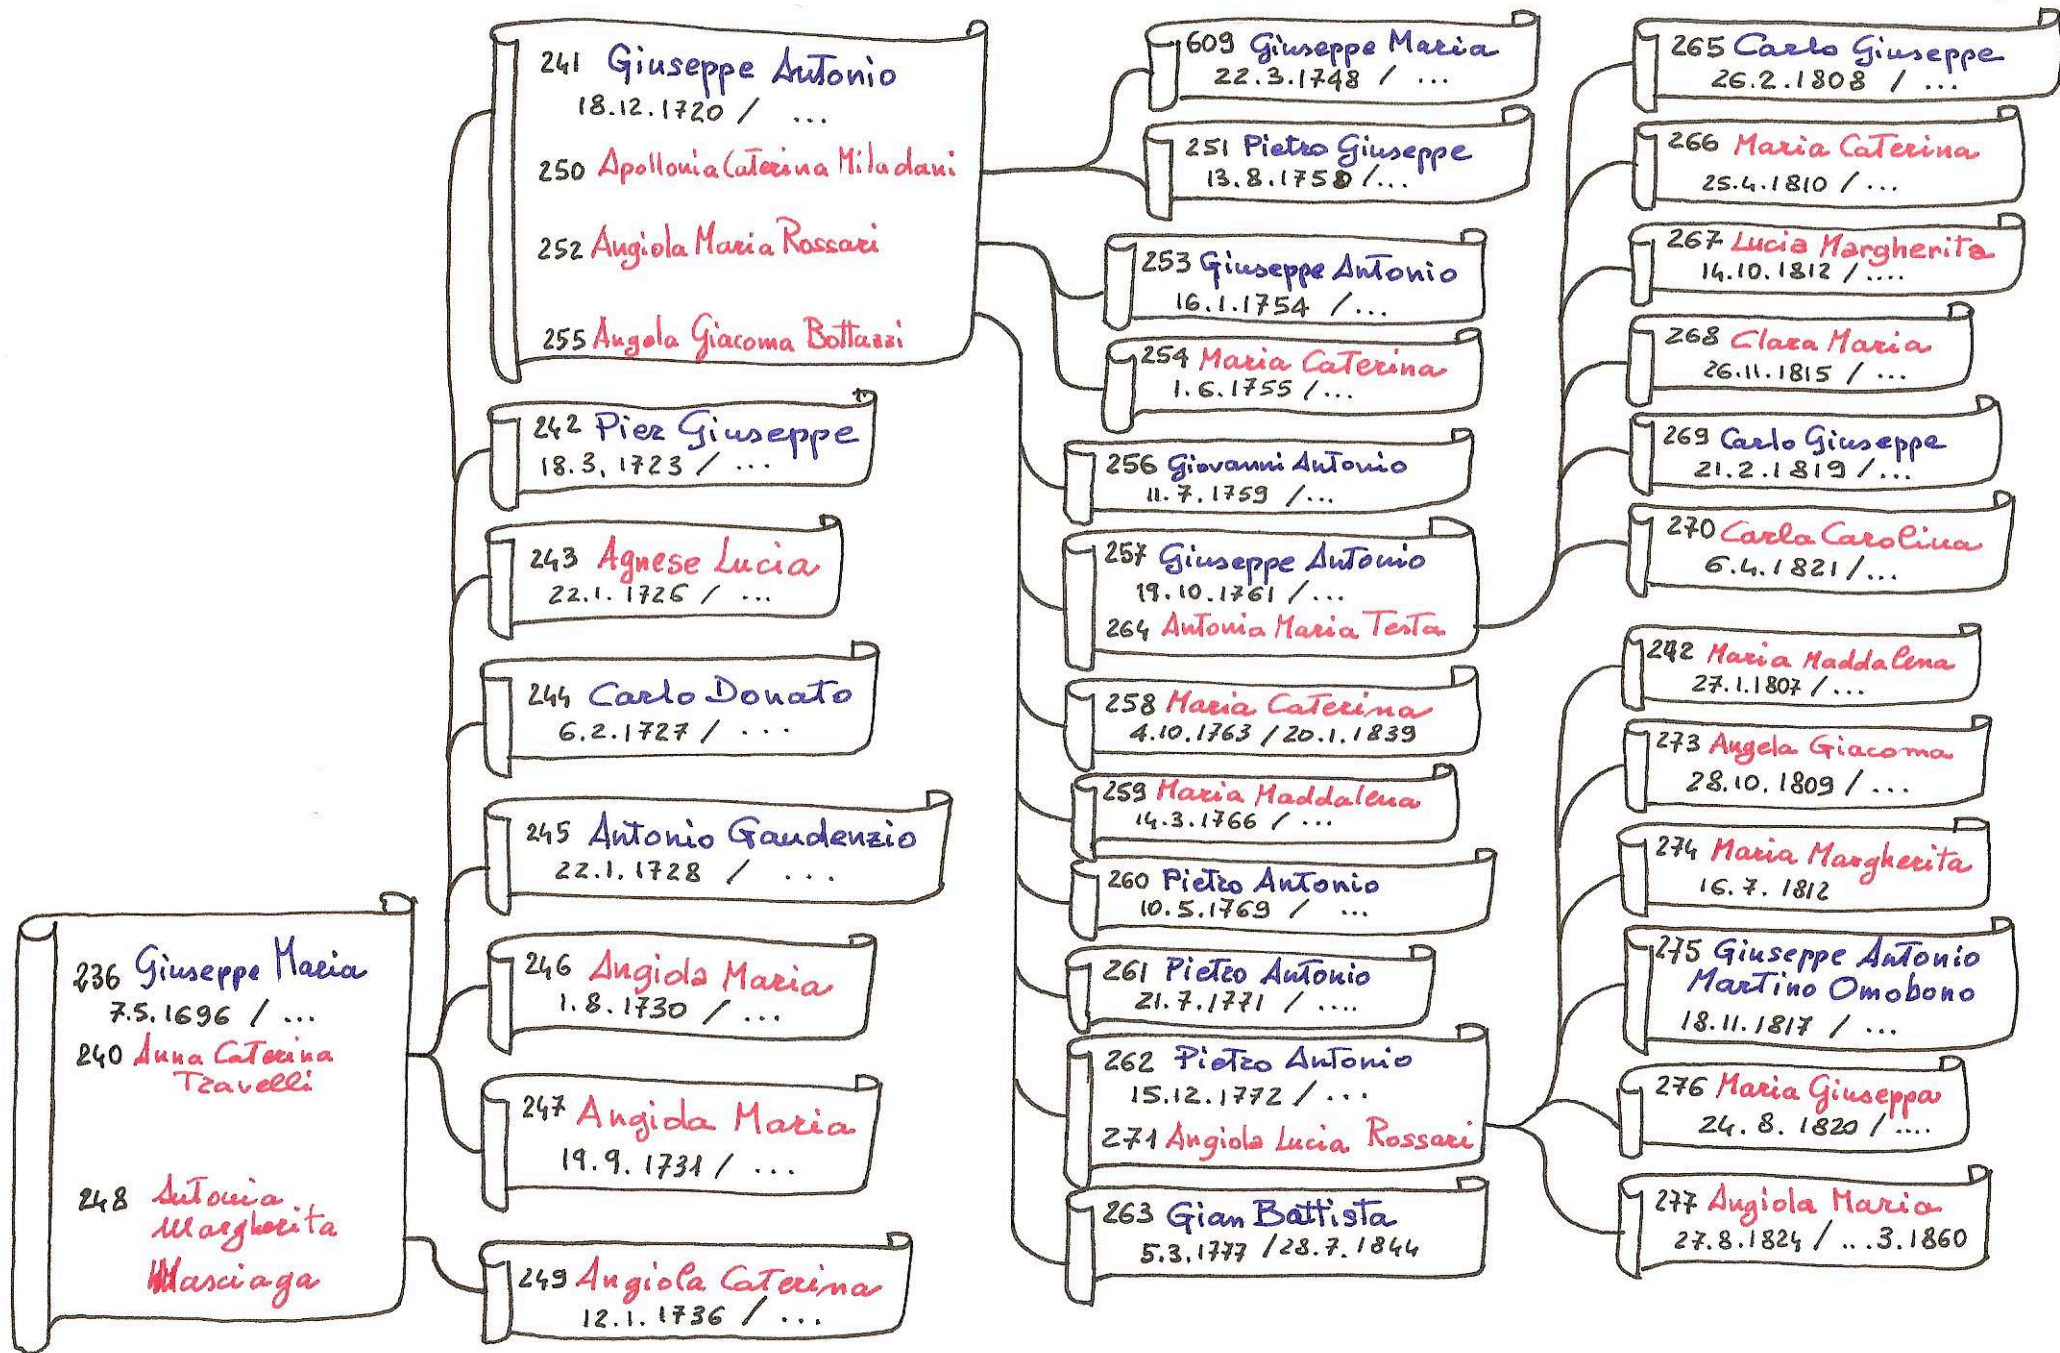 236 Giuseppe Maria
7.5.1696 / ...
240 Anna Caterina
Travelli
248 Antonia
Margherita
Masciaga
241 Giuseppe Antonio
18.12.1720 / ...
250 Apollonia Caterina Miladani
252 Angiola Maria Rossari
255 Angela Giacoma Bottazzi
242 Pier Giuseppe
18.3.1723 / ...
243 Agnese Lucia
22.1.1726 / ...
244 Carlo Donato
6.2.1727 / ...
245 Antonio Gaudenzio
22.1.1728 / ...
246 Angiola Maria
1.8.1730 / ...
247 Angiola Maria
19.9.1731 / ...
249 Angiola Caterina
12.1.1736 / ...
609 Giuseppe Maria
22.3.1748 / ...
251 Pietro Giuseppe
13.8.1750 / ...
253 Giuseppe Antonio
16.1.1754 / ...
254 Maria Caterina
1.6.1755 / ...
256 Giovanni Antonio
11.7.1759 / ...
257 Giuseppe Antonio
19.10.1761 / ...
264 Antonia Maria Testa
258 Maria Caterina
4.10.1763 / 20.1.1839
259 Maria Maddalena
14.3.1766 / ...
260 Pietro Antonio
10.5.1769 / ...
261 Pietro Antonio
21.7.1771 / ....
262 Pietro Antonio
15.12.1772 / ...
271 Angiola Lucia Rossari
263 Gian Battista
5.3.1777 / 28.7.1844
265 Carlo Giuseppe
26.2.1808 / ...
266 Maria Caterina
25.4.1810 / ...
267 Lucia Margherita
14.10.1812 / ....
268 Clara Maria
26.11.1815 / ...
269 Carlo Giuseppe
21.2.1819 / ...
270 Carla Carolina
6.4.1821 / ...
272 Maria Maddalena
27.1.1807 / ...
273 Angela Giacoma
28.10.1809 / ...
274 Maria Margherita
16.7.1812
275 Giuseppe Antonio
Martino Omobono
18.11.1817 / ...
276 Maria Giuseppa
24.8.1820 / ....
277 Angiola Maria
27.8.1824 / ...3.1860